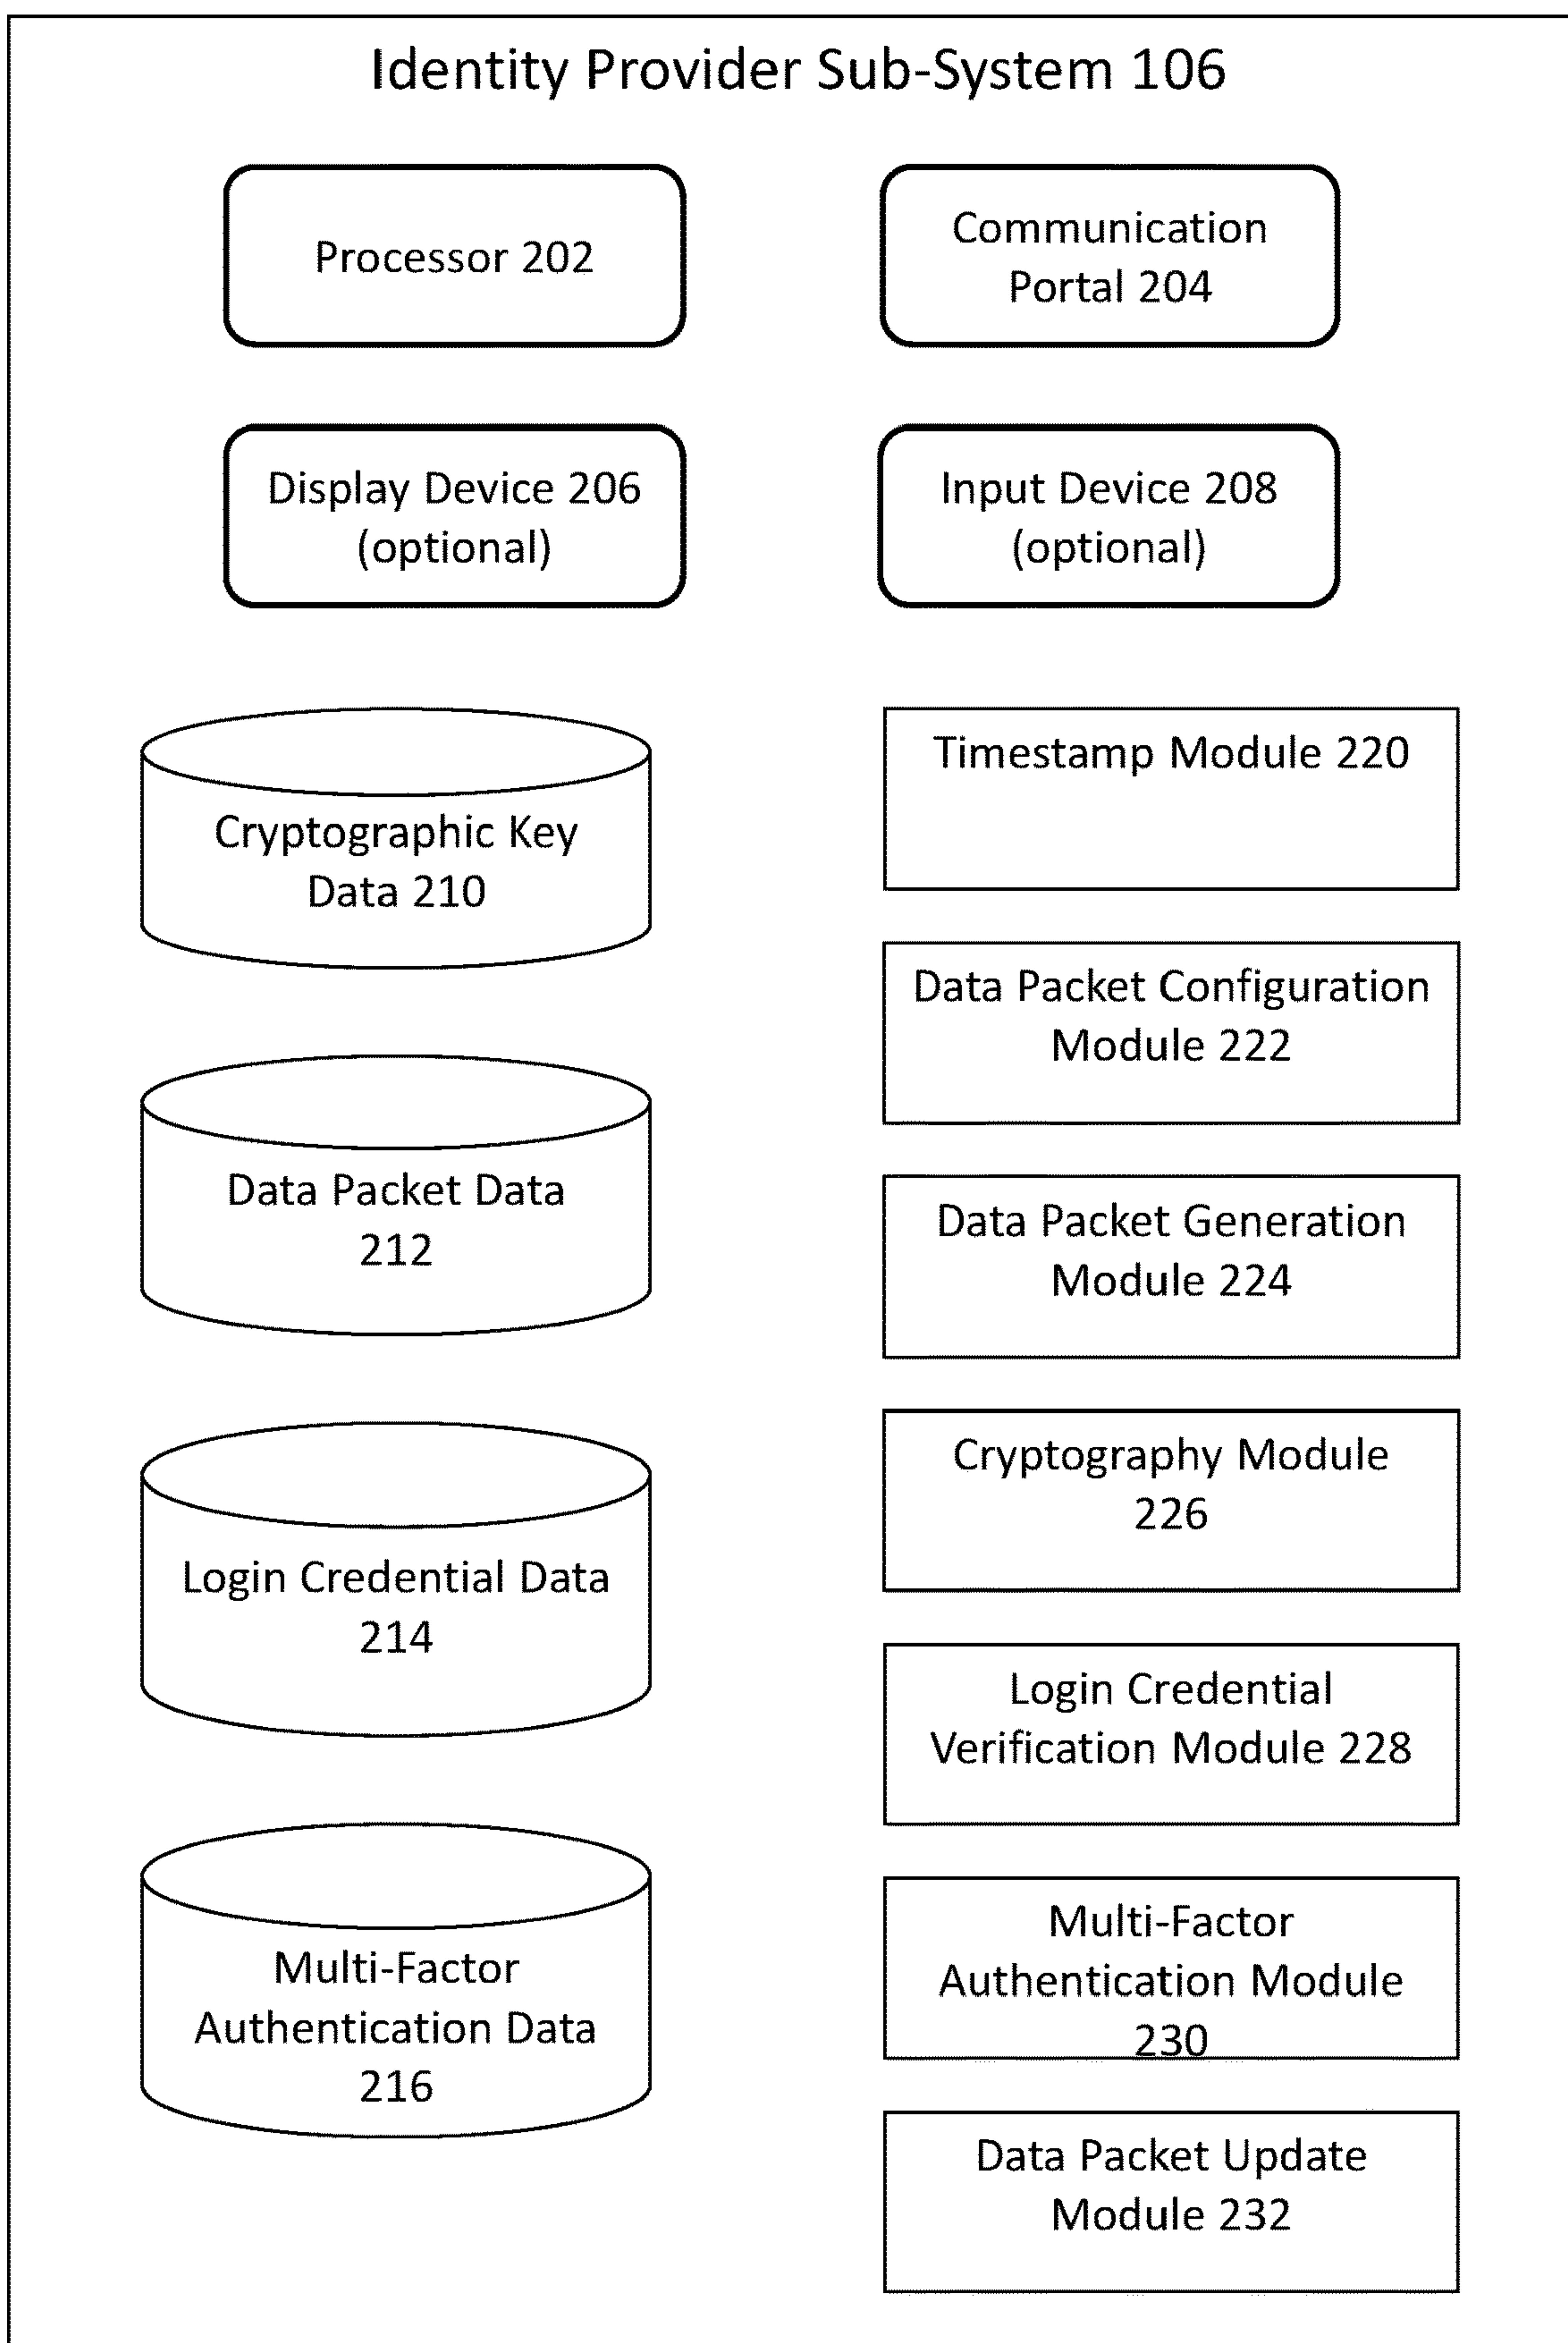 Identity Provider Sub-System 106
Processor 202
Communication
Portal 204
Display Device 206
(optional)
Input Device 208
(optional)
Cryptographic Key
Data 210
Data Packet Data
212
Login Credential Data
214
Multi-Factor
Authentication Data
216
Timestamp Module 220
Data Packet Configuration
Module 222
Data Packet Generation
Module 224
Cryptography Module
226
Login Credential
Verification Module 228
Multi-Factor
Authentication Module
230
Data Packet Update
Module 232